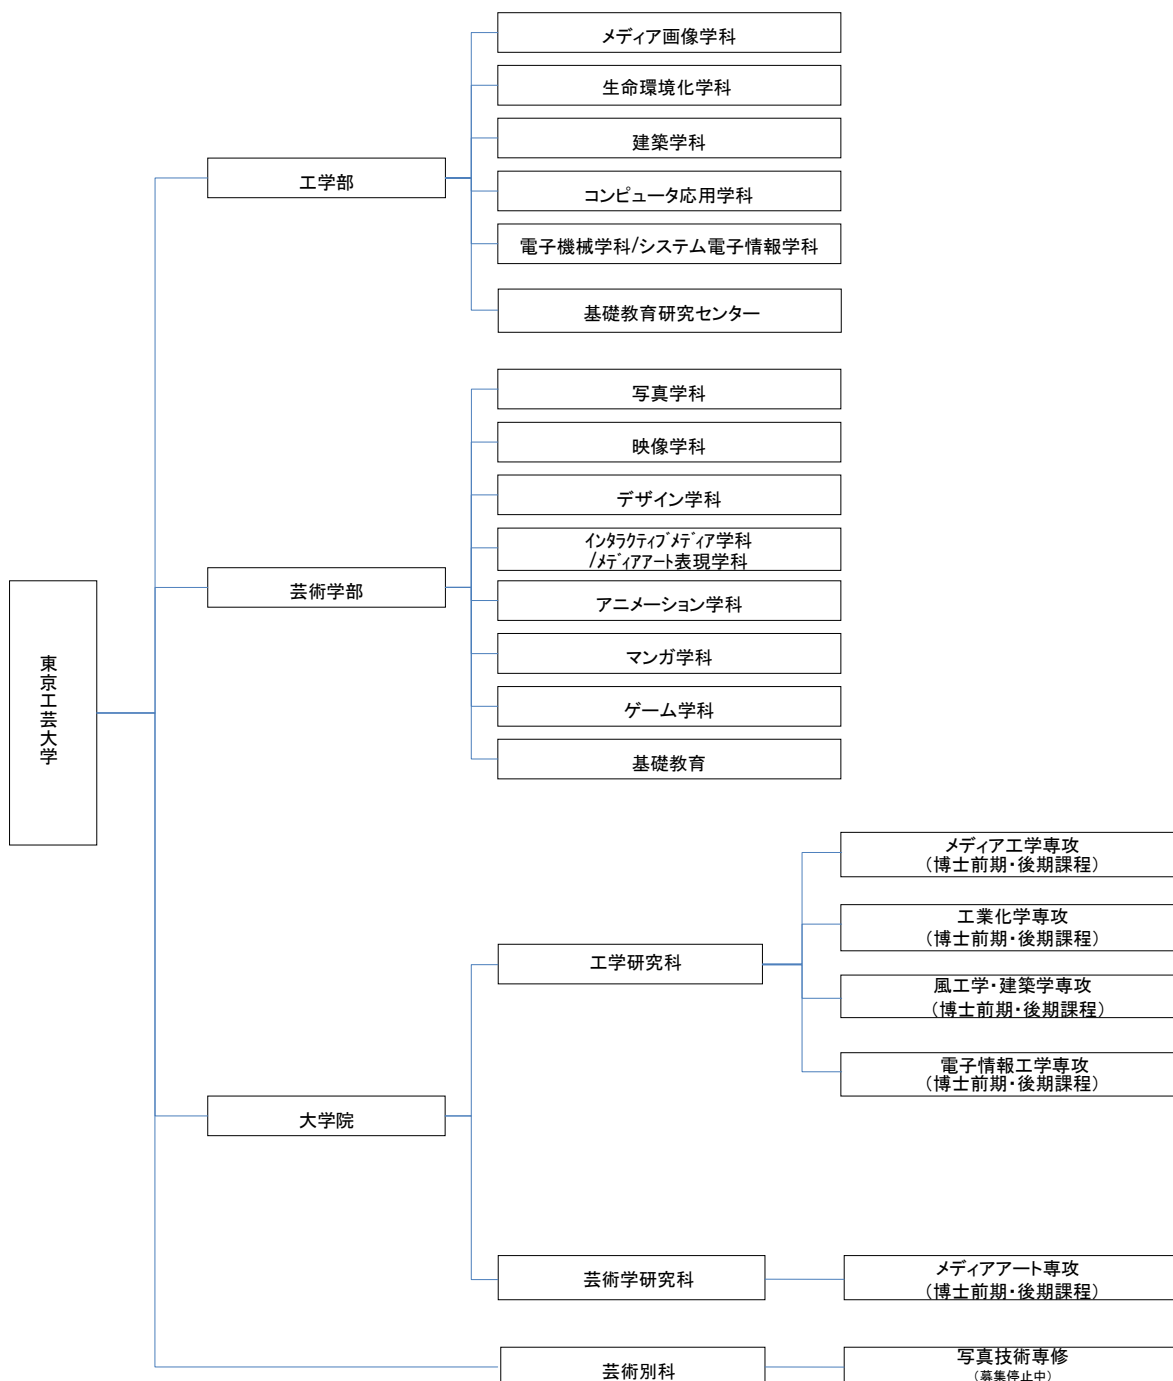 東京工芸大学
工学部
メディア画像学科
生命環境化学科
建築学科
コンピュータ応用学科
電子機械学科/システム電子情報学科
基礎教育研究センター
芸術学部
写真学科
映像学科
デザイン学科
インタラクティブメディア学科
/メディアアート表現学科
アニメーション学科
マンガ学科
ゲーム学科
基礎教育
大学院
工学研究科
メディア工学専攻
(博士前期・後期課程)
工業化学専攻
(博士前期・後期課程)
風工学・建築学専攻
(博士前期・後期課程)
電子情報工学専攻
(博士前期・後期課程)
芸術学研究科
メディアアート専攻
(博士前期・後期課程)
芸術別科
写真技術専修
(募集停止中)